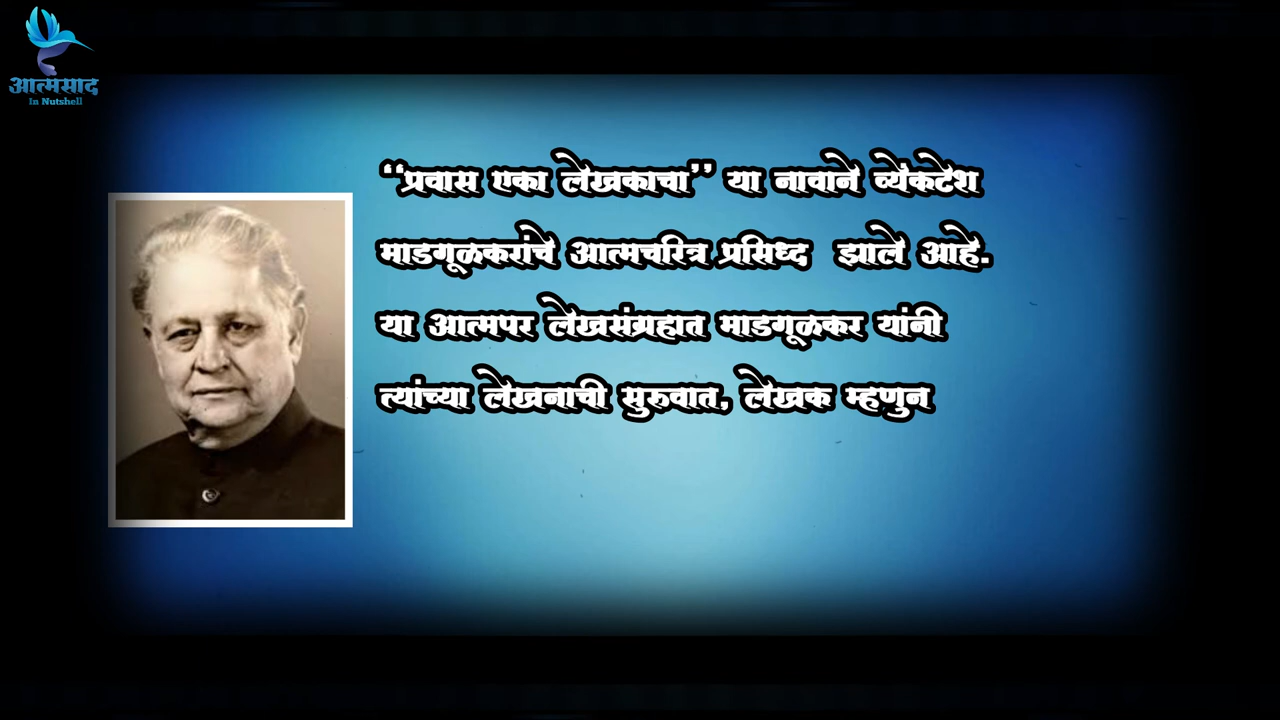 आत्मसाद
In Nutshell
“प्रवास एका लेखकाचा” या नावाने व्यंकटेश
माडगूळकरांचे आत्मचरित्र प्रसिध्द झाले आहे.
या आत्मपर लेखसंग्रहात माडगूळकर यांनी
त्यांच्या लेखनाची सुरुवात, लेखक म्हणुन